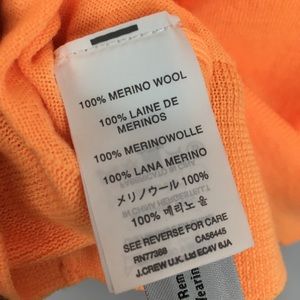 100% MERINO WOOL
100% LAINE DE
MERINOS
100% MERINOWOLLE
100% LANA MERINO
メリノウール 100%
100% 메리노 울
SEE REVERSE FOR CARE
RN77388 CA56445
J.CREW U.K. Ltd EC4V 6JA